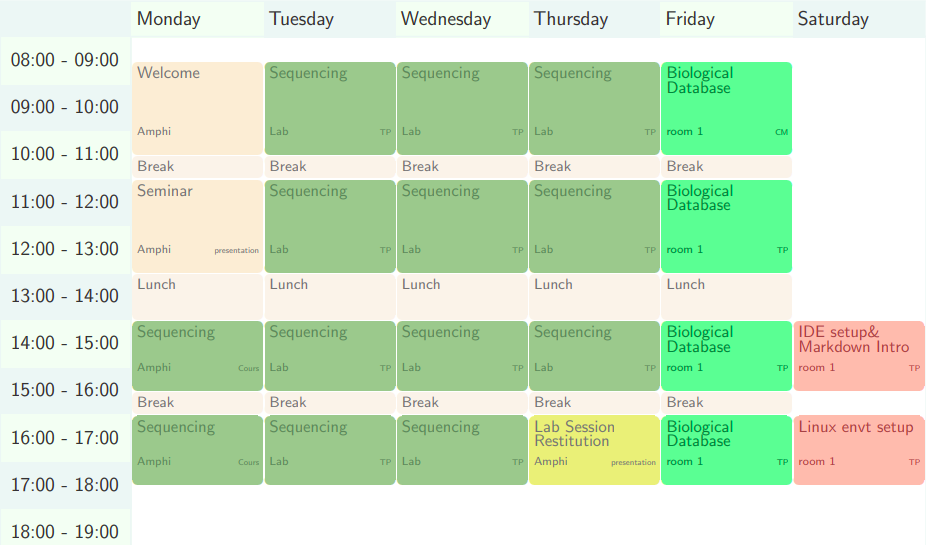 Monday Tuesday Wednesday Thursday Friday Saturday
08:00 - 09:00
Welcome Sequencing Sequencing Sequencing Biological
Database
09:00 - 10:00
Amphi Lab TP Lab TP Lab TP room 1 CM
10:00 - 11:00
Break Break Break Break Break
Seminar Sequencing Sequencing Sequencing Biological
Database
11:00 - 12:00
12:00 - 13:00
Amphi presentation Lab TP Lab TP Lab TP room 1 TP
Lunch Lunch Lunch Lunch Lunch
13:00 - 14:00
Sequencing Sequencing Sequencing Sequencing Biological IDE setup&
14:00 - 15:00
Database Markdown Intro
Amphi Cours Lab TP Lab TP Lab TP room 1 TP room 1 TP
15:00 - 16:00
Break Break Break Break Break
Sequencing Sequencing Sequencing Lab Session Biological Linux envt setup
16:00 - 17:00
Restitution Database
Amphi Cours Lab TP Lab TP Amphi presentation room 1 TP room 1 TP
17:00 - 18:00
18:00 - 19:00